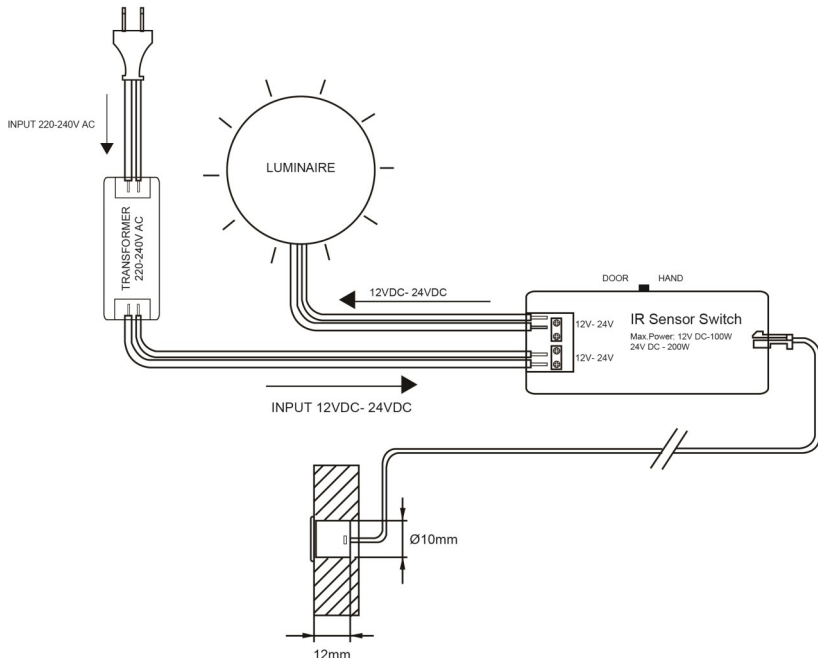 INPUT 220-240V AC
TRANSFORMER
220-240V AC
LUMINAIRE
12VDC- 24VDC
DOOR HAND
IR Sensor Switch
Max.Power: 12V DC-100W
24V DC - 200W
12V- 24V
12V- 24V
INPUT 12VDC- 24VDC
Ø10mm
12mm